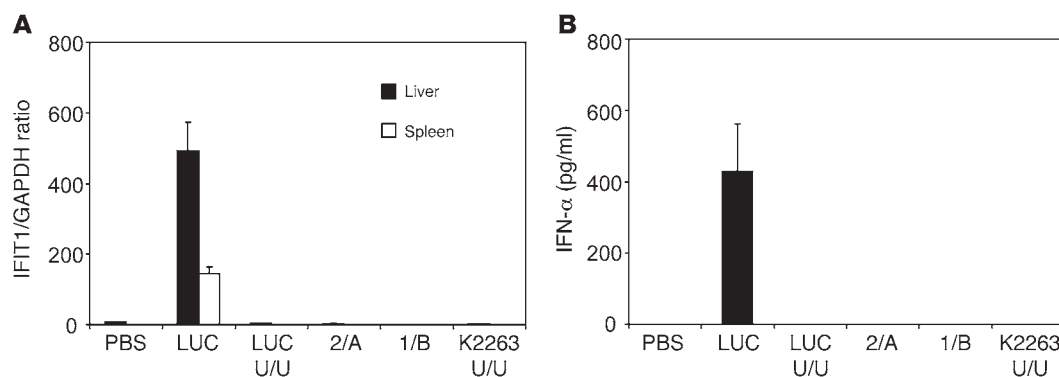 A
IFIT1/GAPDH ratio
800
600
400
200
0
Liver
Spleen
PBS LUC LUC 2/A 1/B K2263
U/U U/U
B
IFN-α (pg/ml)
800
600
400
200
0
PBS LUC LUC 2/A 1/B K2263
U/U U/U